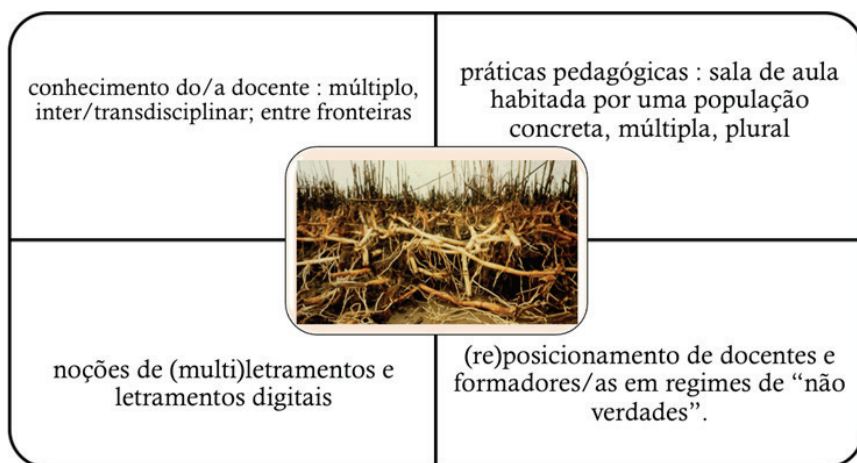 conhecimento do/a docente : múltiplo,
inter/transdisciplinar; entre fronteiras
práticas pedagógicas : sala de aula
habitada por uma população
concreta, múltipla, plural
noções de (multi)letramentos e
letramentos digitais
(re)posicionamento de docentes e
formadores/as em regimes de “não
verdades”.